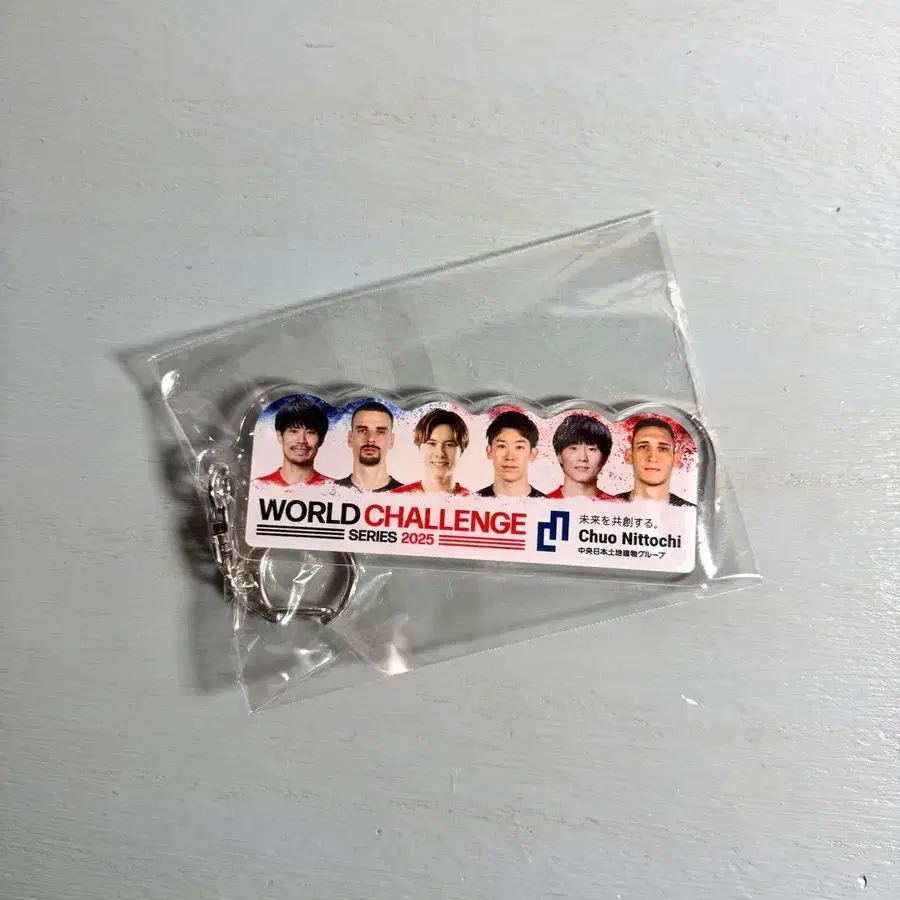 WORLD CHALLENGE
SERIES 2025
未来を共創する。
Chuo Nittochi
中央日本土地建物グループ